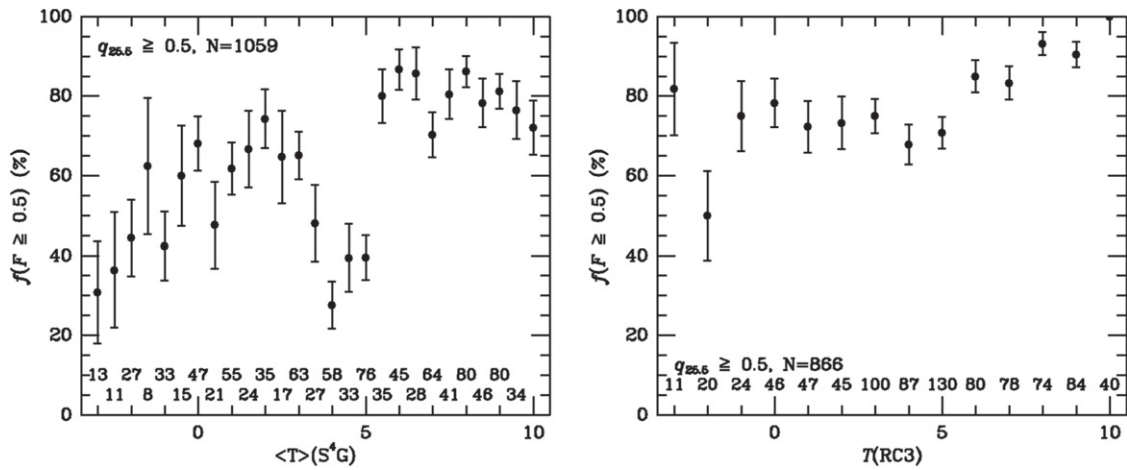 100
80
60
40
20
0
f(F ≧ 0.5) (%)
q25.5 ≧ 0.5, N=1059
13 27 33 47 55 35 63 58 76 45 64 80 80
11 8 15 21 24 17 27 33 35 28 41 46 34
0 5 10
<T>(S⁴G)
100
80
60
40
20
0
f(F ≧ 0.5) (%)
q25.5 ≧ 0.5, N=866
11 20 24 46 47 45 100 87 130 80 78 74 84 40
0 5 10
T(RC3)